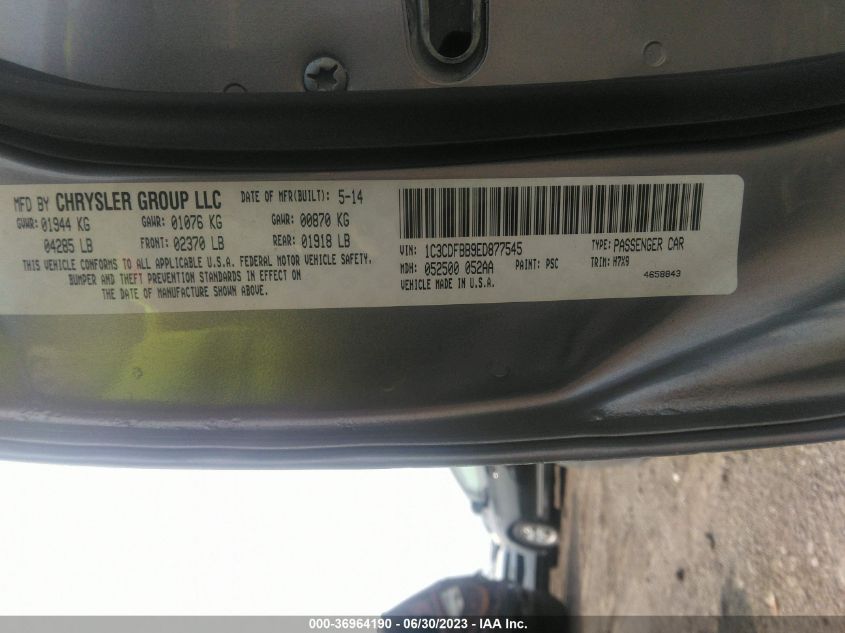 MFD BY CHRYSLER GROUP LLC DATE OF MFR(BUILT): 5-14
GVWR: 01944 KG GAWR: 01076 KG GAWR: 00870 KG
04285 LB FRONT: 02370 LB REAR: 01918 LB
THIS VEHICLE CONFORMS TO ALL APPLICABLE U.S.A. FEDERAL MOTOR VEHICLE SAFETY,
BUMPER AND THEFT PREVENTION STANDARDS IN EFFECT ON
THE DATE OF MANUFACTURE SHOWN ABOVE.
VIN: 1C3CDFBB9ED877545 TYPE: PASSENGER CAR
MDH: 052500 052AA PAINT: PSC TRIM: H7X9
VEHICLE MADE IN U.S.A. 4658843
000-36964190 - 06/30/2023 - IAA Inc.